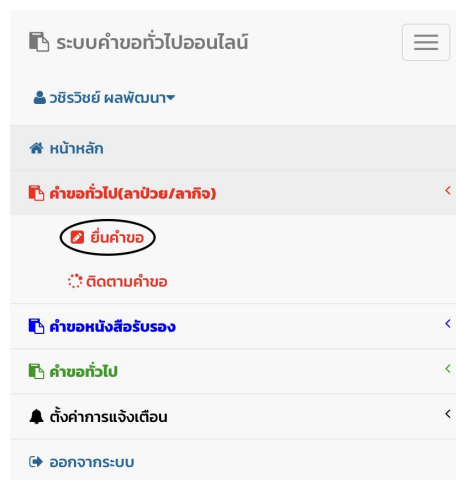 ระบบคำขอทั่วไปออนไลน์
วชิรวิชย์ ผลพัฒนา
หน้าหลัก
คำขอทั่วไป(ลาป่วย/ลากิจ)
ยื่นคำขอ
ติดตามคำขอ
คำขอหนังสือรับรอง
คำขอทั่วไป
ตั้งค่าการแจ้งเตือน
ออกจากระบบ